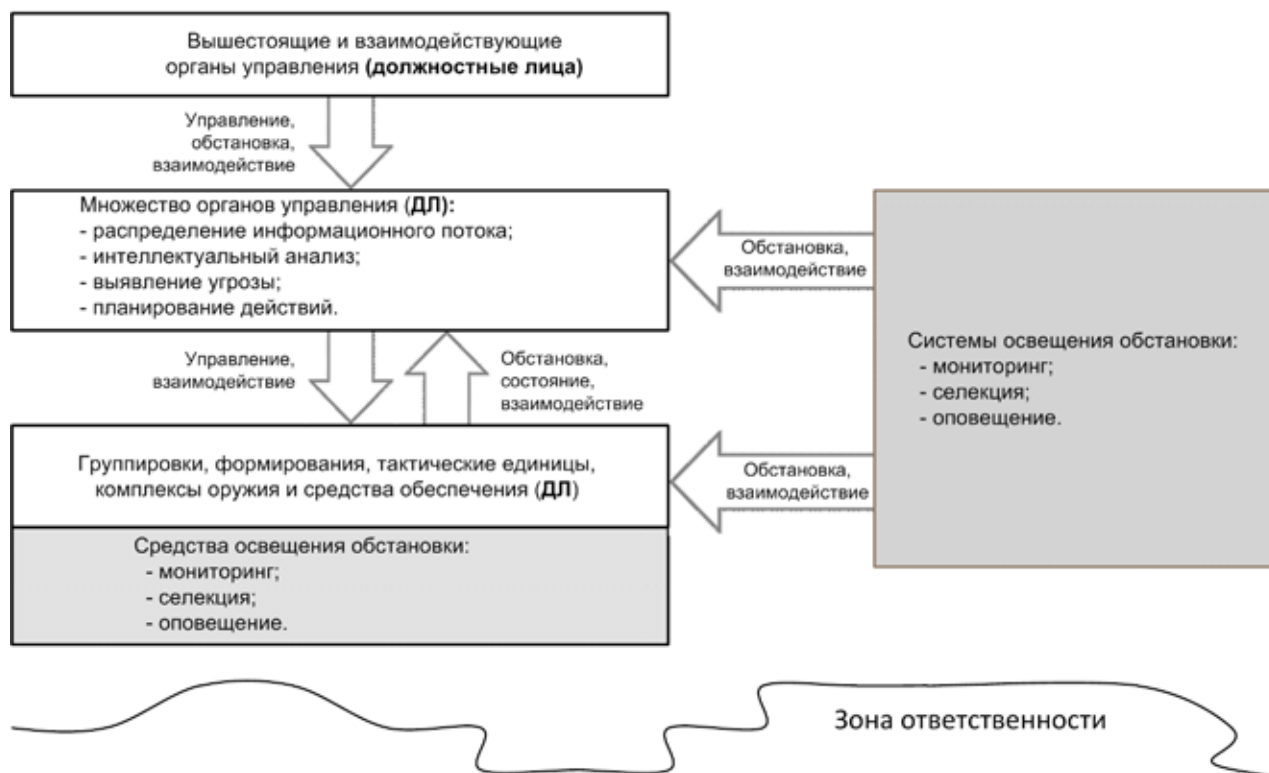 Вышестоящие и взаимодействующие
органы управления (должностные лица)
Управление,
обстановка,
взаимодействие
Множество органов управления (ДЛ):
- распределение информационного потока;
- интеллектуальный анализ;
- выявление угрозы;
- планирование действий.
Обстановка,
взаимодействие
Системы освещения обстановки:
- мониторинг;
- селекция;
- оповещение.
Управление,
взаимодействие
Обстановка,
состояние,
взаимодействие
Группировки, формирования, тактические единицы,
комплексы оружия и средства обеспечения (ДЛ)
Обстановка,
взаимодействие
Средства освещения обстановки:
- мониторинг;
- селекция;
- оповещение.
Зона ответственности